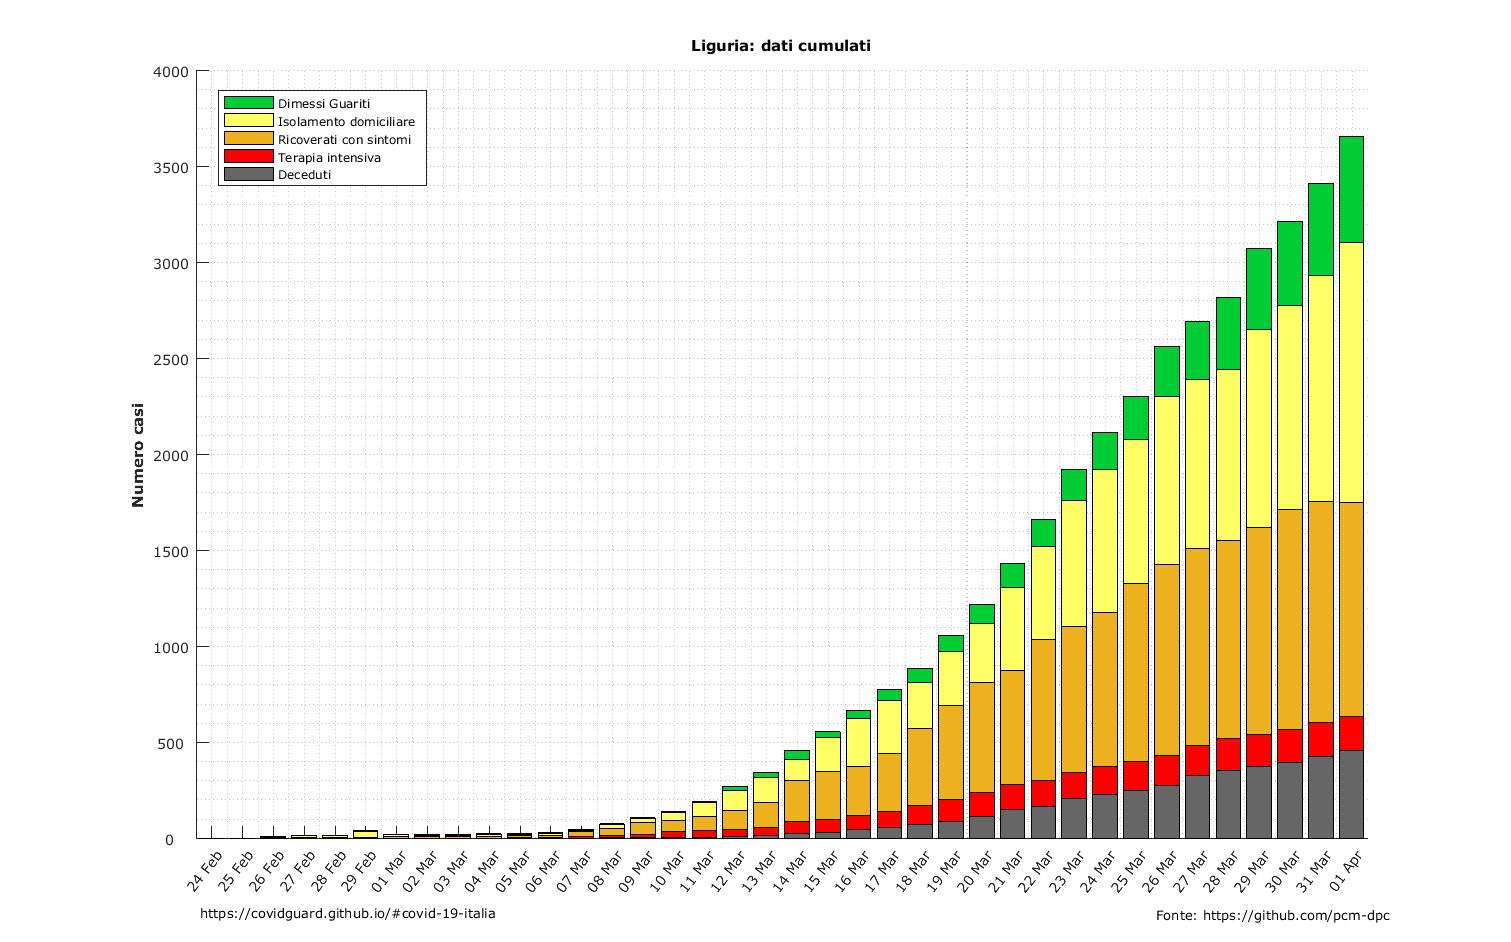 Liguria: dati cumulati
4000
3500
3000
2500
2000
1500
1000
500
0
Numero casi
Dimessi Guariti
Isolamento domiciliare
Ricoverati con sintomi
Terapia intensiva
Deceduti
24 Feb
25 Feb
26 Feb
27 Feb
28 Feb
29 Feb
01 Mar
02 Mar
03 Mar
04 Mar
05 Mar
06 Mar
07 Mar
08 Mar
09 Mar
10 Mar
11 Mar
12 Mar
13 Mar
14 Mar
15 Mar
16 Mar
17 Mar
18 Mar
19 Mar
20 Mar
21 Mar
22 Mar
23 Mar
24 Mar
25 Mar
26 Mar
27 Mar
28 Mar
29 Mar
30 Mar
31 Mar
01 Apr
https://covidguard.github.io/#covid-19-italia
Fonte: https://github.com/pcm-dpc